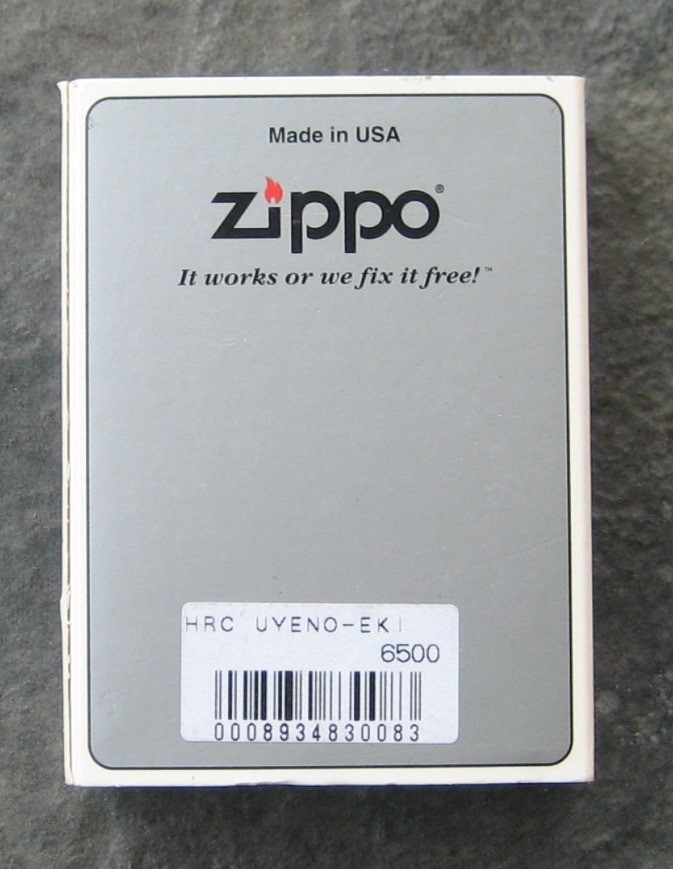 Made in USA
zippo®
It works or we fix it free!™
HRC UYENO-EKI
6500
0008934830083